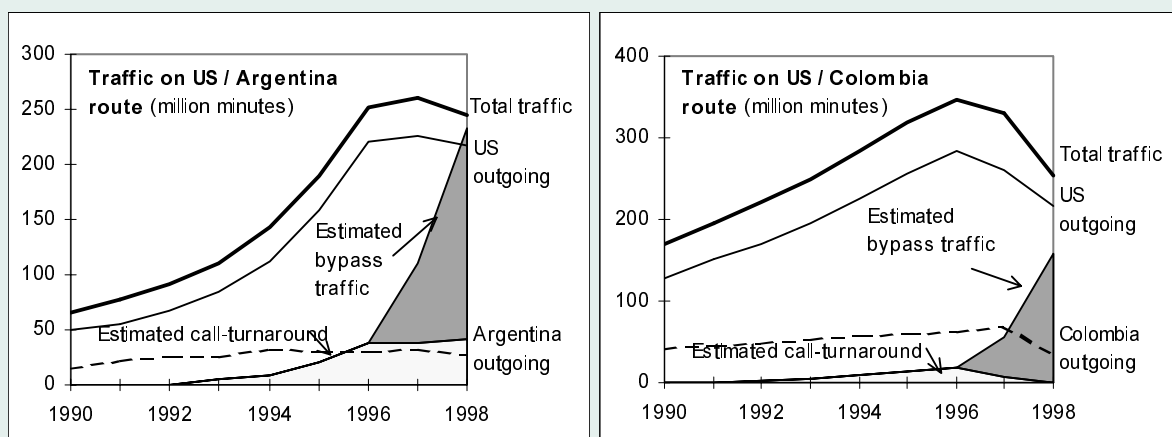 Traffic on US / Argentina
route (million minutes)
300
250
200
150
100
50
0
Total traffic
US
outgoing
Estimated
bypass
traffic
Estimated call-turnaround
Argentina
outgoing
1990
1992
1994
1996
1998
Traffic on US / Colombia
route (million minutes)
400
300
200
100
0
Total traffic
US
outgoing
Estimated
bypass traffic
Estimated call-turnaround
Colombia
outgoing
1990
1992
1994
1996
1998